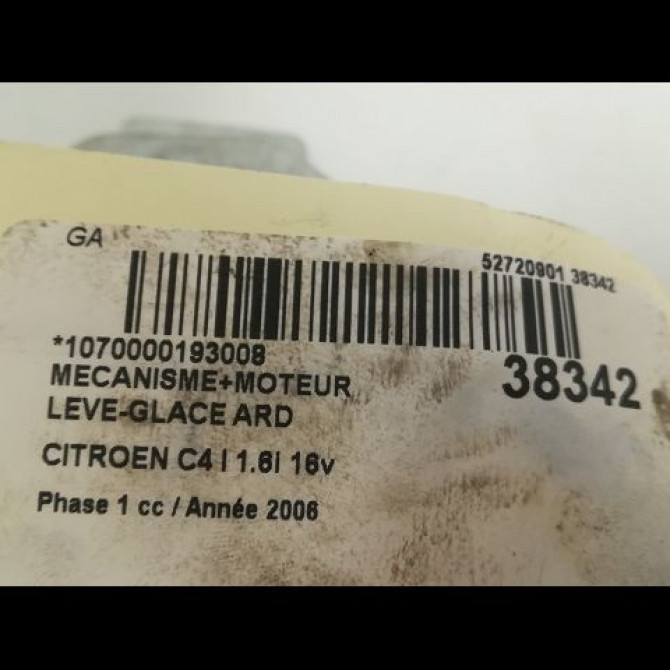 GA
52720901 38342
*1070000193008
38342
MECANISME+MOTEUR
LEVE-GLACE ARD
CITROEN C4 I 1.6I 16v
Phase 1 cc / Année 2006